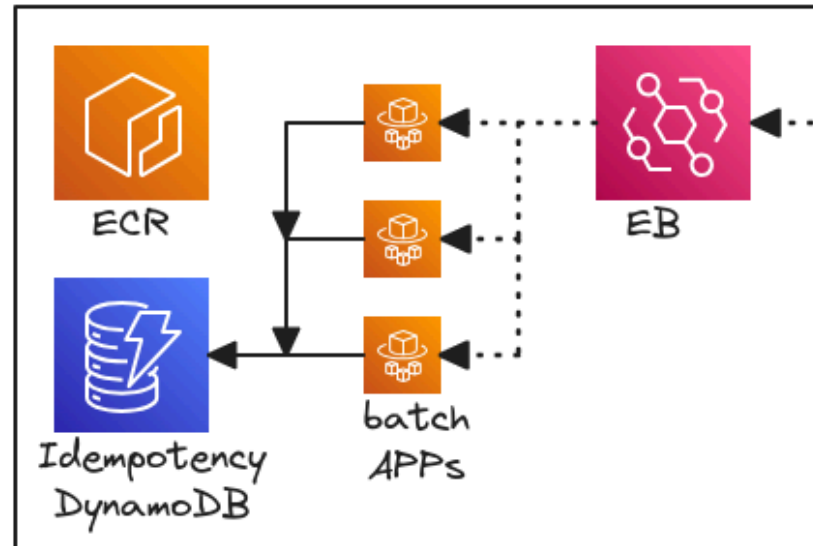 ECR
EB
Idempotency
DynamoDB
batch
APPs